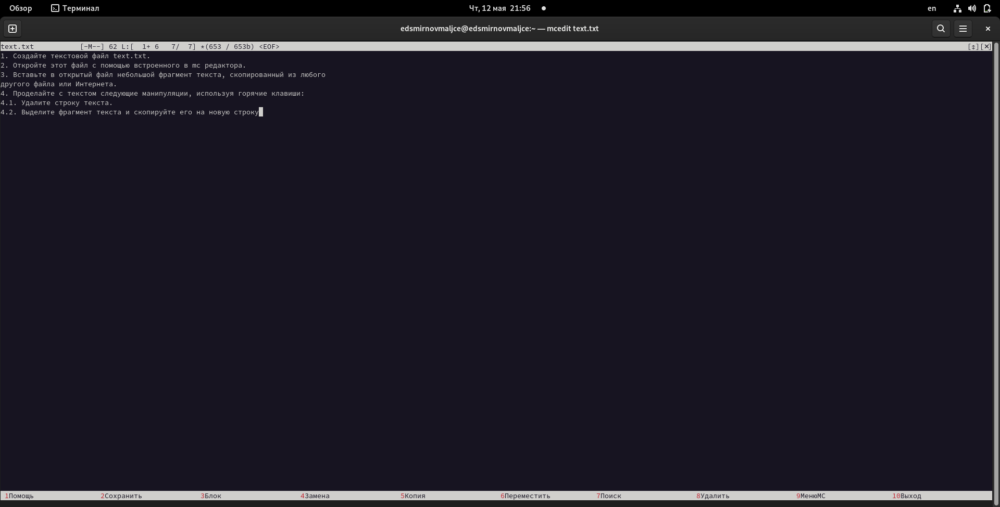 Обзор Терминал Чт, 12 мая 21:56 en
edsmirnovmaljce@edsmirnovmaljce:~ — mcedit text.txt
text.txt [-M--] 62 L:[ 1+ 6 7/ 7] *(653 / 653b) <EOF> [↕][✕]
1. Создайте текстовой файл text.txt.
2. Откройте этот файл с помощью встроенного в mc редактора.
3. Вставьте в открытый файл небольшой фрагмент текста, скопированный из любого
другого файла или Интернета.
4. Проделайте с текстом следующие манипуляции, используя горячие клавиши:
4.1. Удалите строку текста.
4.2. Выделите фрагмент текста и скопируйте его на новую строку
1Помощь 2Сохранить 3Блок 4Замена 5Копия 6Переместить 7Поиск 8Удалить 9МенюMC 10Выход